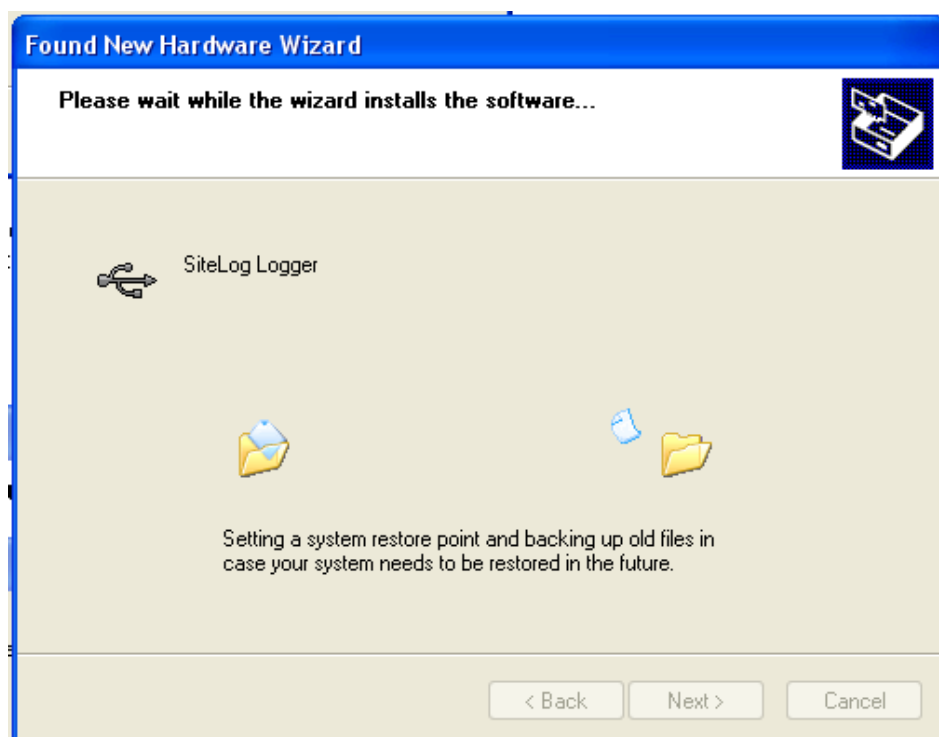 Found New Hardware Wizard
Please wait while the wizard installs the software...
SiteLog Logger
Setting a system restore point and backing up old files in
case your system needs to be restored in the future.
< Back
Next >
Cancel